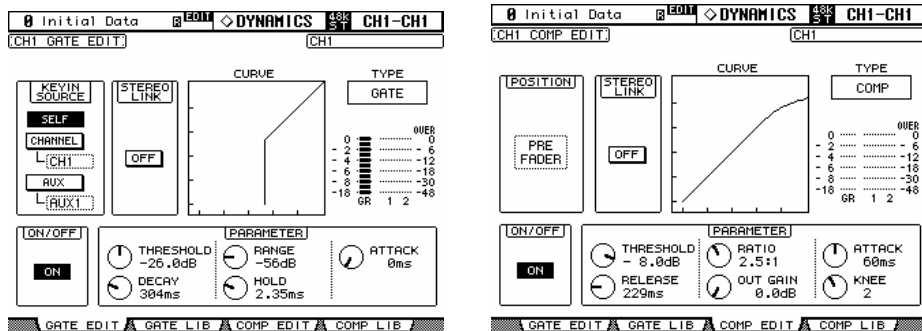 0 Initial Data R EDIT ◇DYNAMICS 48K ST CH1-CH1
CH1 GATE EDIT CH1
KEYIN SOURCE
SELF
CHANNEL
CH1
AUX
AUX1
STEREO LINK
OFF
CURVE
TYPE
GATE
OVER
0 0
- 2 - 6
- 4 -12
- 6 -18
- 8 -30
-18 -48
GR 1 2
ON/OFF
ON
PARAMETER
THRESHOLD
-26.0dB
RANGE
-56dB
ATTACK
0ms
DECAY
304ms
HOLD
2.35ms
GATE EDIT GATE LIB COMP EDIT COMP LIB
0 Initial Data R EDIT ◇DYNAMICS 48K ST CH1-CH1
CH1 COMP EDIT CH1
POSITION
PRE FADER
STEREO LINK
OFF
CURVE
TYPE
COMP
OVER
0 0
- 2 - 6
- 4 -12
- 6 -18
- 8 -30
-18 -48
GR 1 2
ON/OFF
ON
PARAMETER
THRESHOLD
- 8.0dB
RATIO
2.5:1
ATTACK
60ms
RELEASE
229ms
OUT GAIN
0.0dB
KNEE
2
GATE EDIT GATE LIB COMP EDIT COMP LIB